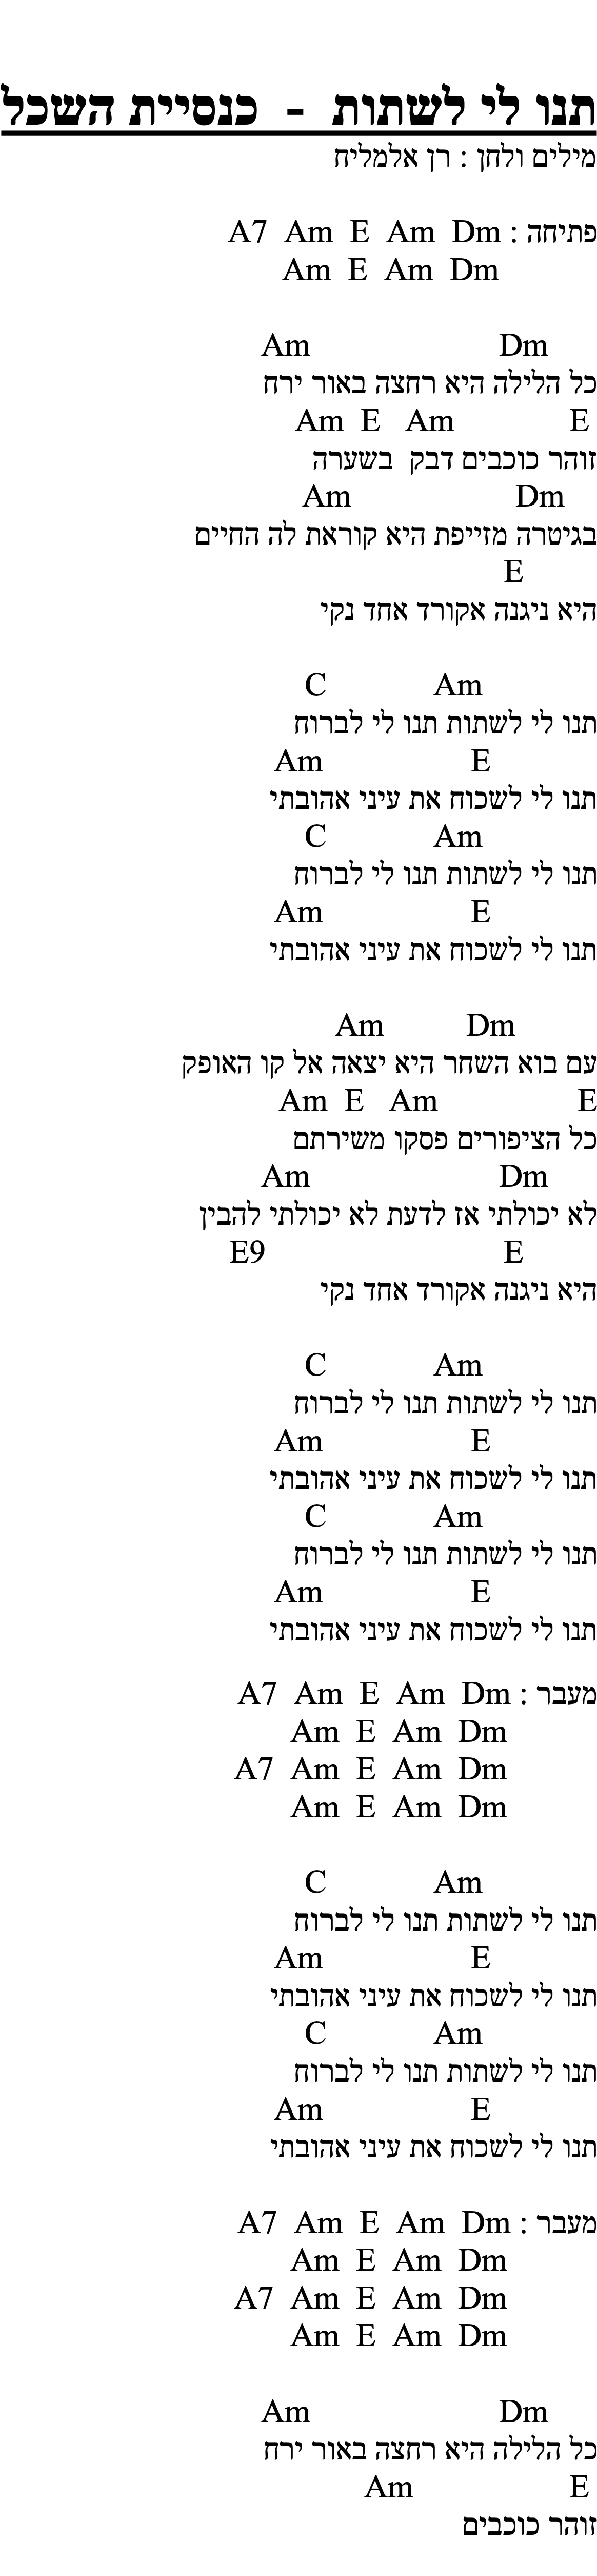 תנו לי לשתות - כנסיית השכל
מילים ולחן : רן אלמליח
פתיחה : A7 Am E Am Dm
Am E Am Dm
Am Dm
כל הלילה היא רחצה באור ירח
Am E Am E
זוהר כוכבים דבק בשערה
Am Dm
בגיטרה מזייפת היא קוראת לה החיים
E
היא ניגנה אקורד אחד נקי
C Am
תנו לי לשתות תנו לי לברוח
Am E
תנו לי לשכוח את עיני אהובתי
C Am
תנו לי לשתות תנו לי לברוח
Am E
תנו לי לשכוח את עיני אהובתי
Am Dm
עם בוא השחר היא יצאה אל קו האופק
Am E Am E
כל הציפורים פסקו משירתם
Am Dm
לא יכולתי אז לדעת לא יכולתי להבין
E9 E
היא ניגנה אקורד אחד נקי
C Am
תנו לי לשתות תנו לי לברוח
Am E
תנו לי לשכוח את עיני אהובתי
C Am
תנו לי לשתות תנו לי לברוח
Am E
תנו לי לשכוח את עיני אהובתי
מעבר : A7 Am E Am Dm
Am E Am Dm
A7 Am E Am Dm
Am E Am Dm
C Am
תנו לי לשתות תנו לי לברוח
Am E
תנו לי לשכוח את עיני אהובתי
C Am
תנו לי לשתות תנו לי לברוח
Am E
תנו לי לשכוח את עיני אהובתי
מעבר : A7 Am E Am Dm
Am E Am Dm
A7 Am E Am Dm
Am E Am Dm
Am Dm
כל הלילה היא רחצה באור ירח
Am E
זוהר כוכבים